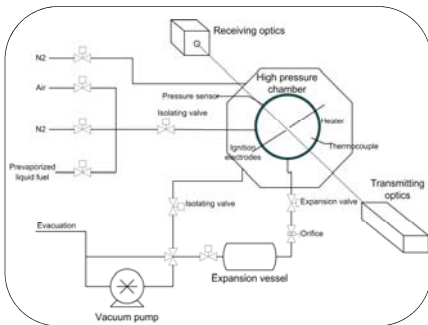 Receiving optics
N2
High pressure
chamber
Air
Pressure sensor
Isolating valve
Heater
N2
Ignition
electrodes
Thermocouple
Prevaporized
liquid fuel
Transmitting
optics
Isolating valve
Expansion valve
Evacuation
Orifice
Expansion vessel
Vacuum pump